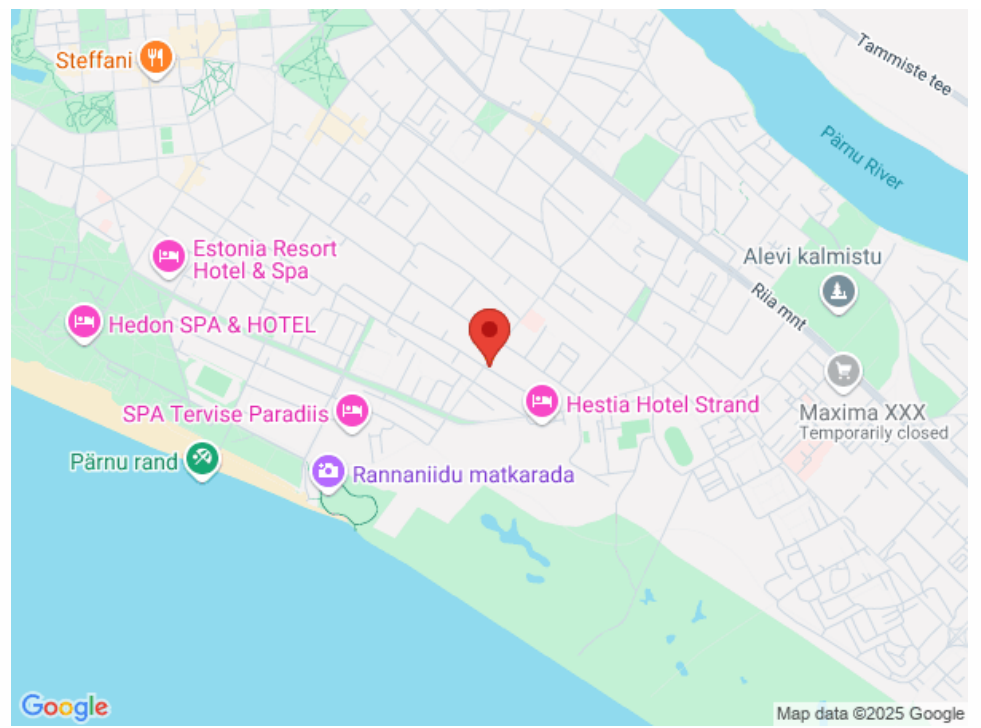 Tammiste tee
Steffani
Pärnu River
Estonia Resort
Hotel & Spa
Alevi kalmistu
Riia mnt
Hedon SPA & HOTEL
SPA Tervise Paradiis
Hestia Hotel Strand
Maxima XXX
Temporarily closed
Pärnu rand
Rannaniidu matkarada
Google
Map data ©2025 Google